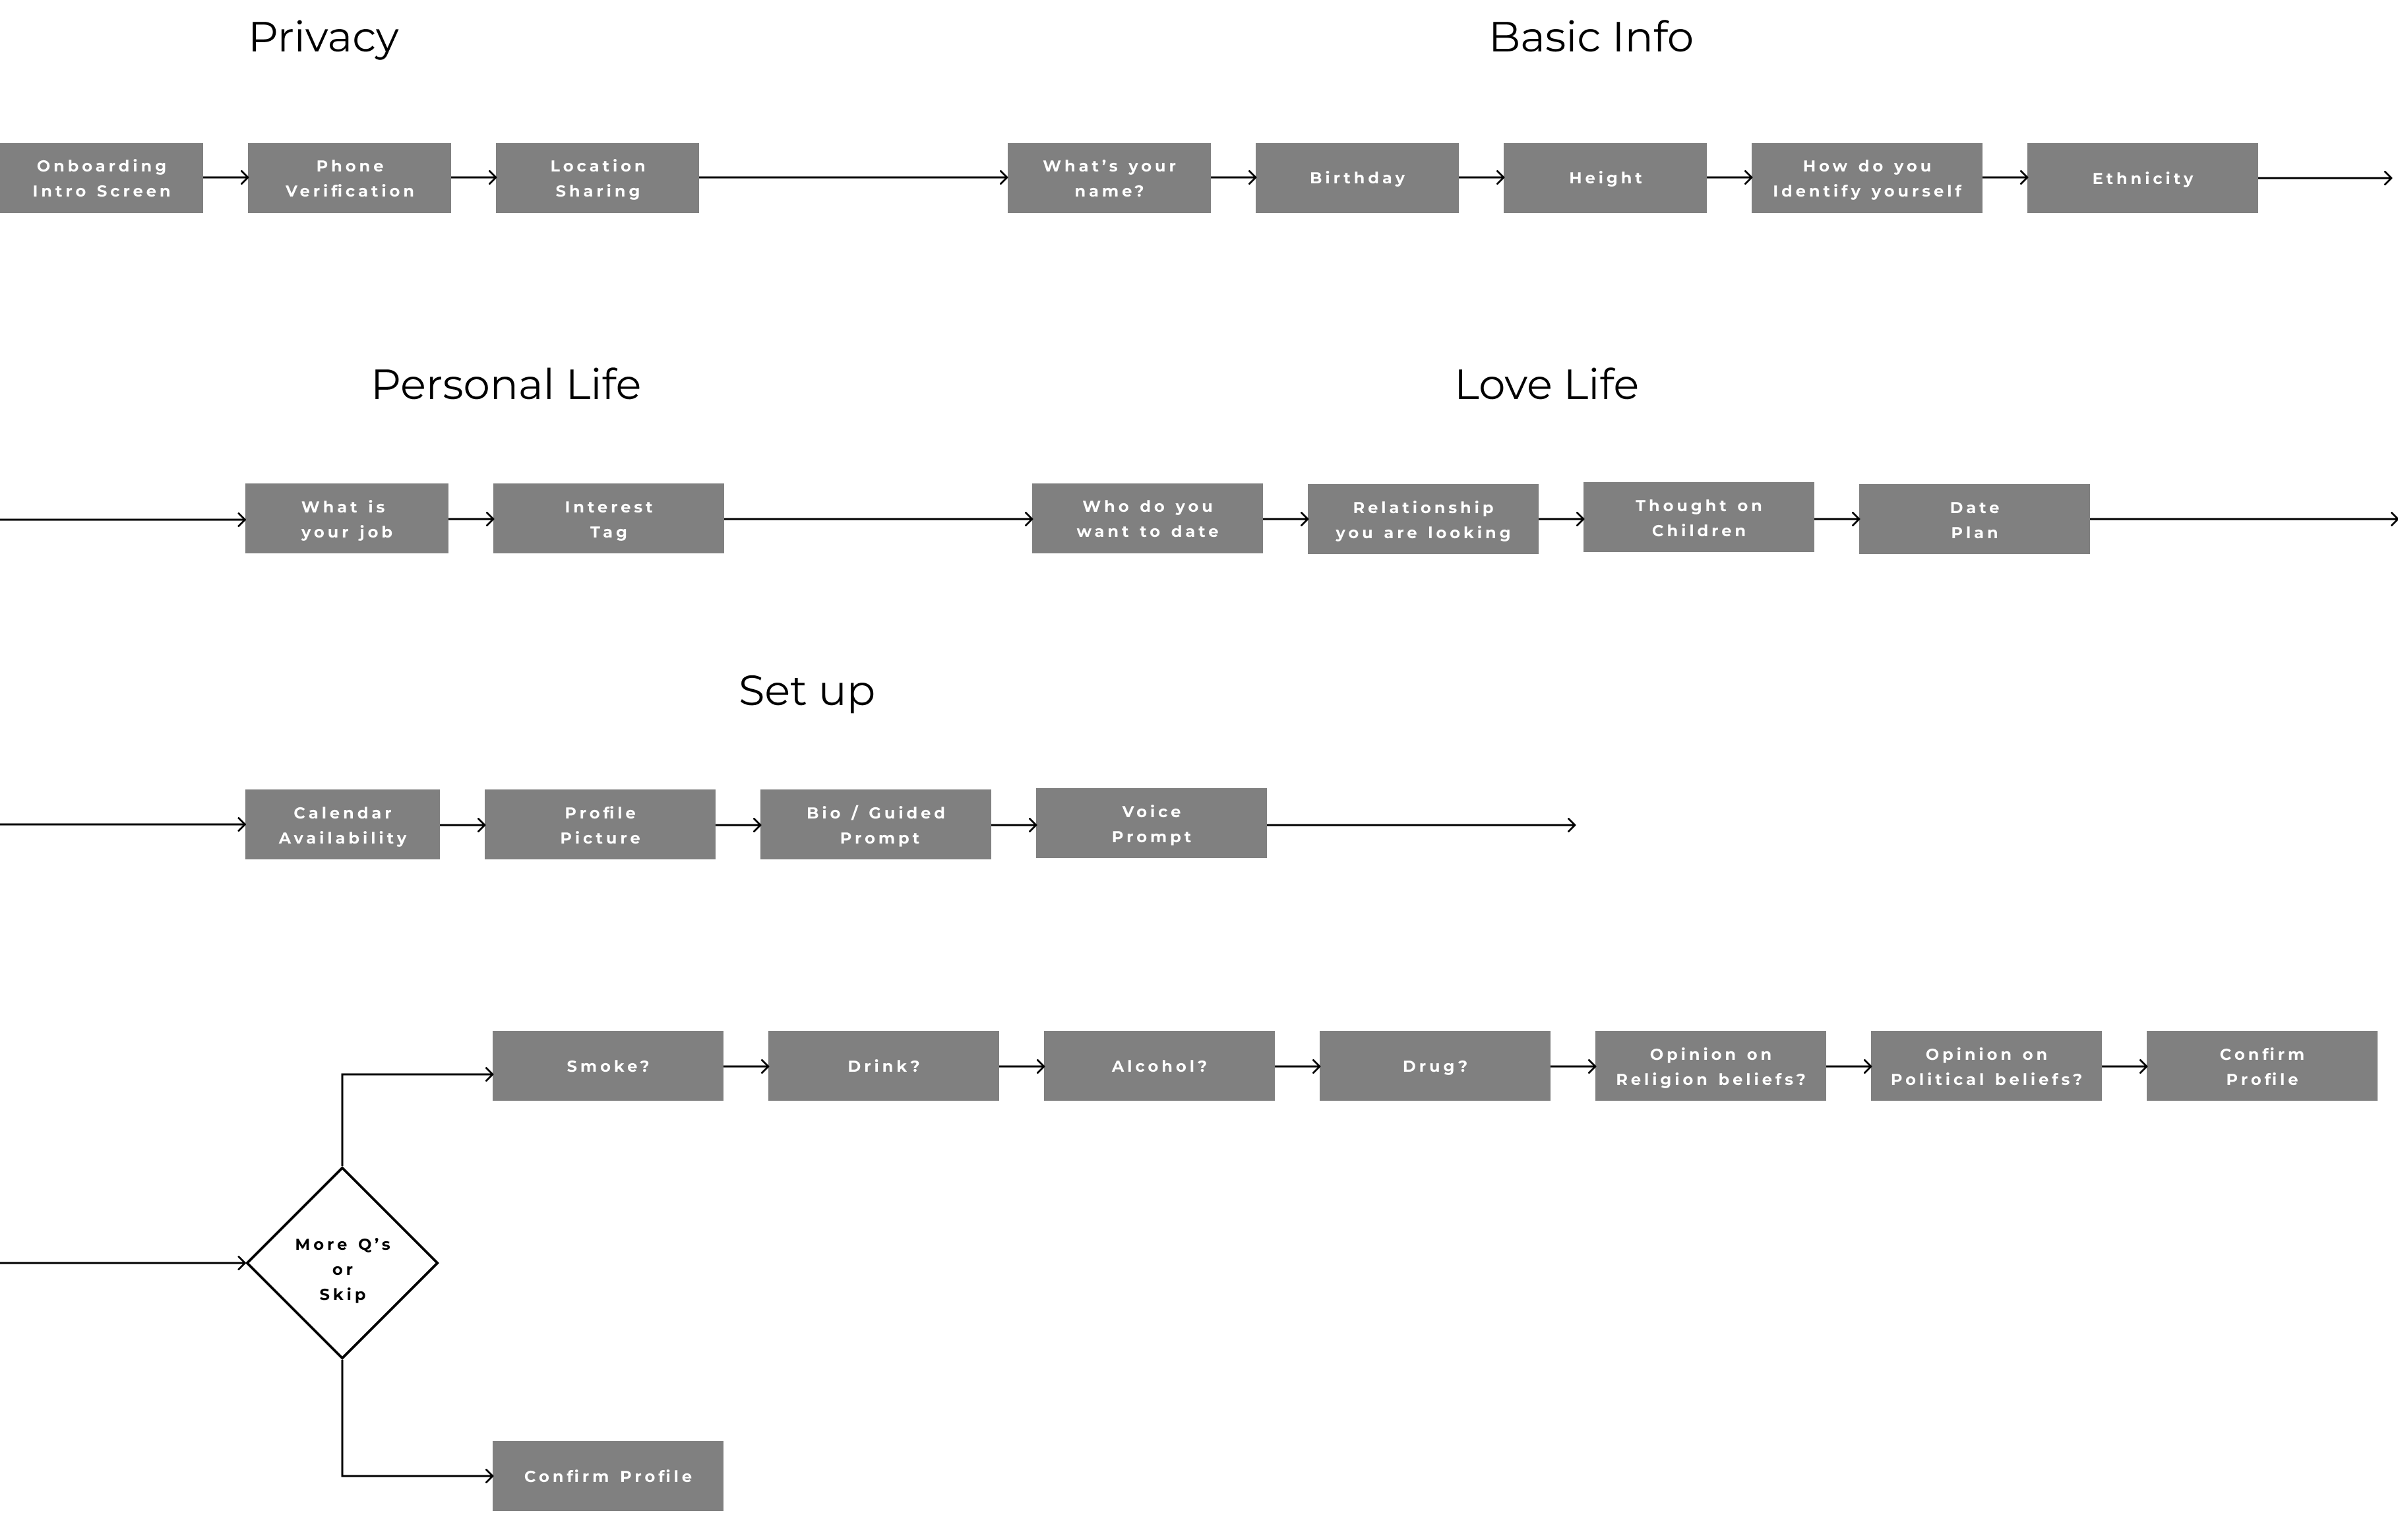 Privacy
Basic Info
Onboarding
Intro Screen
Phone
Verification
Location
Sharing
What’s your
name?
Birthday
Height
How do you
Identify yourself
Ethnicity
Personal Life
Love Life
What is
your job
Interest
Tag
Who do you
want to date
Relationship
you are looking
Thought on
Children
Date
Plan
Set up
Calendar
Availability
Profile
Picture
Bio / Guided
Prompt
Voice
Prompt
Smoke?
Drink?
Alcohol?
Drug?
Opinion on
Religion beliefs?
Opinion on
Political beliefs?
Confirm
Profile
More Q’s
or
Skip
Confirm Profile